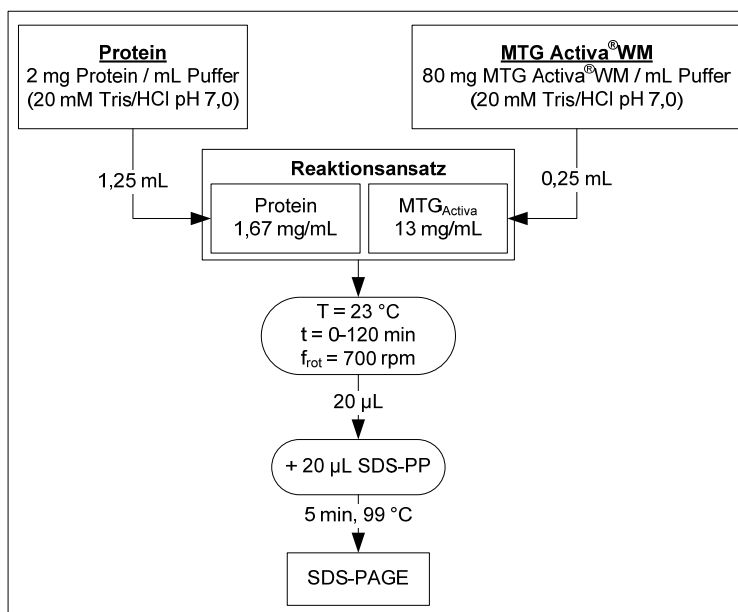 Protein
2 mg Protein / mL Puffer
(20 mM Tris/HCl pH 7,0)
MTG Activa®WM
80 mg MTG Activa®WM / mL Puffer
(20 mM Tris/HCl pH 7,0)
1,25 mL
0,25 mL
Reaktionsansatz
Protein
1,67 mg/mL
MTG_Activa
13 mg/mL
T = 23 °C
t = 0-120 min
f_rot = 700 rpm
20 µL
+ 20 µL SDS-PP
5 min, 99 °C
SDS-PAGE